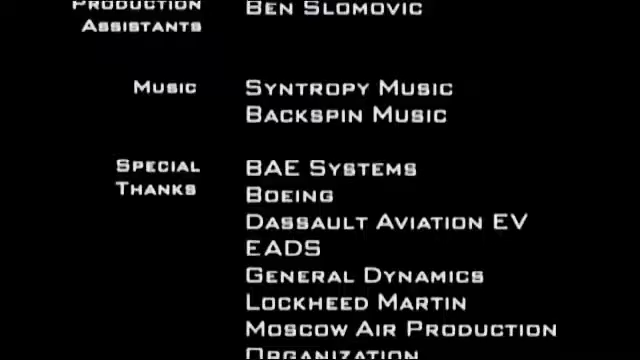 Production
Assistants
Ben Slomovic
Music
Syntropy Music
Backspin Music
Special
Thanks
BAE Systems
Boeing
Dassault Aviation EV
EADS
General Dynamics
Lockheed Martin
Moscow Air Production
Organization